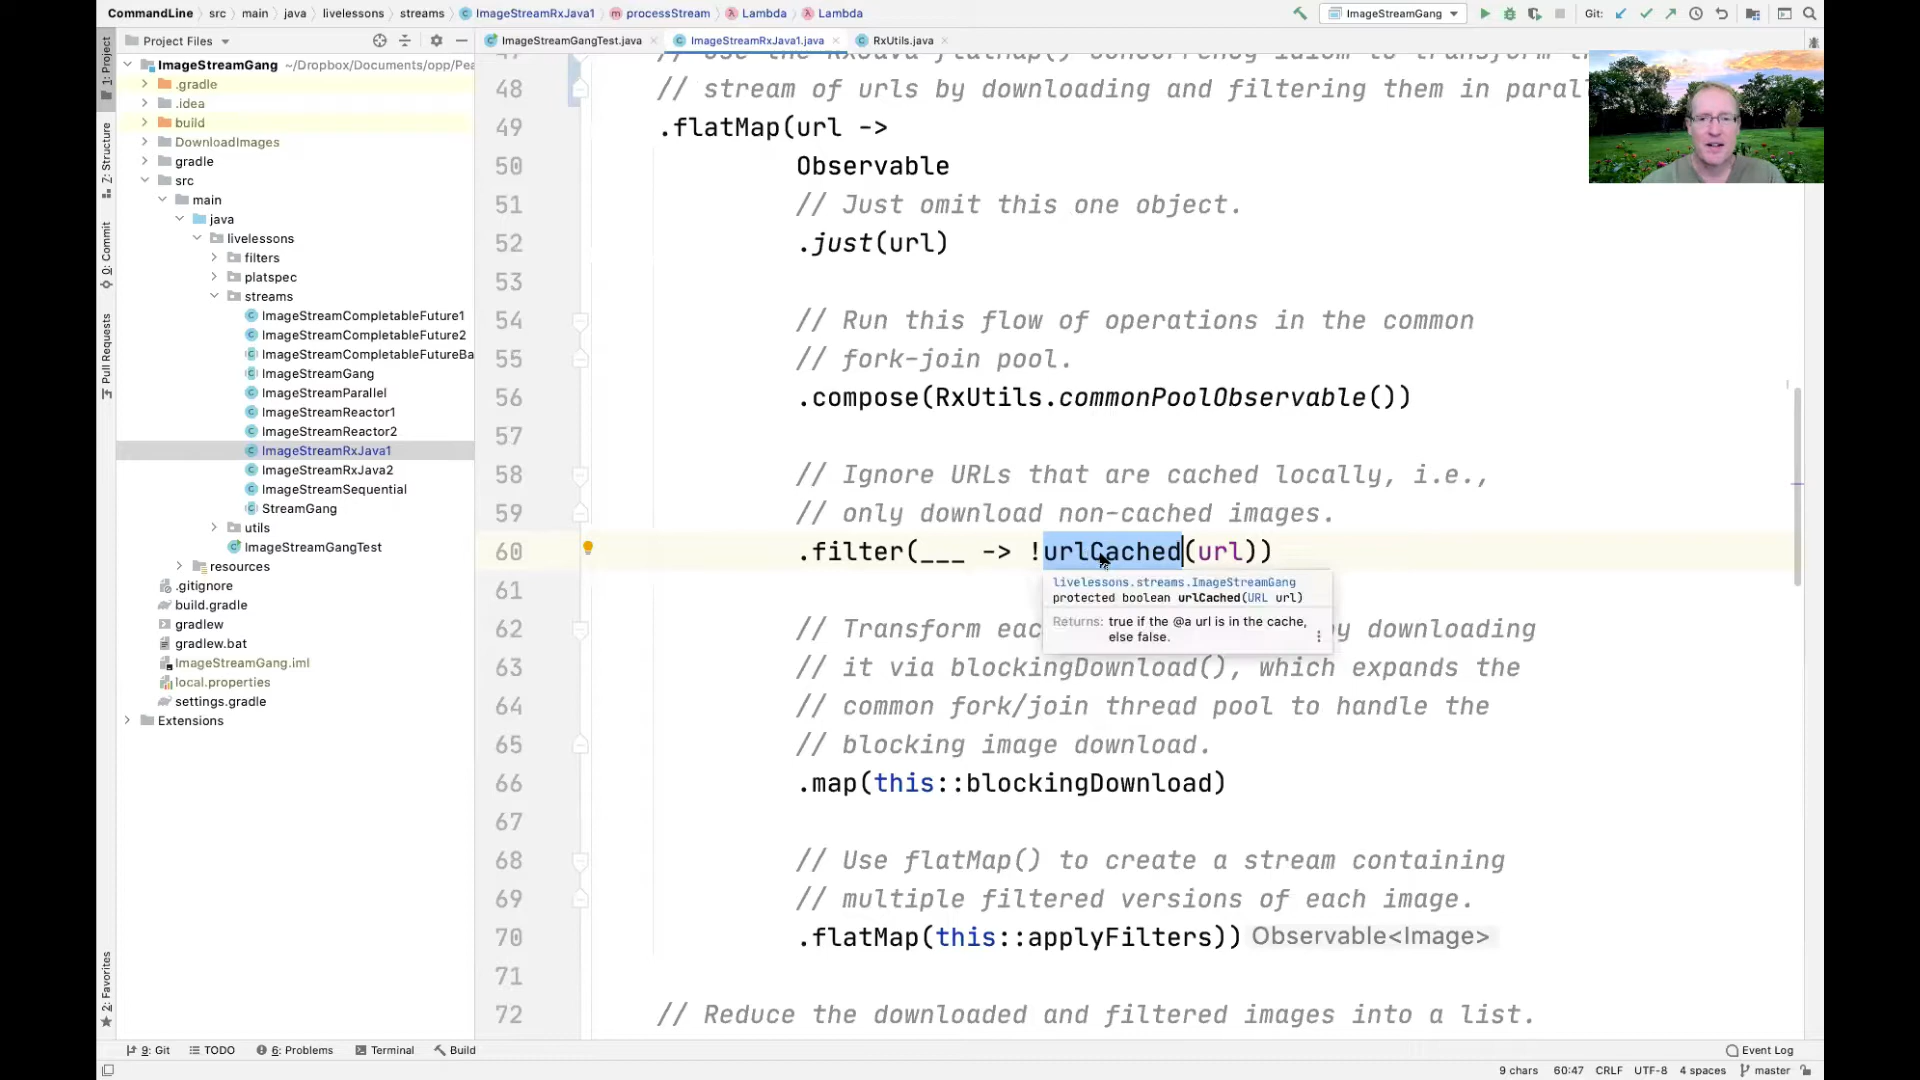 CommandLine src main java livelessons streams ImageStreamRxJava1 processStream Lambda Lambda
ImageStreamGang
Git:
Project Files
ImageStreamGangTest.java
ImageStreamRxJava1.java
RxUtils.java
1: Project
7: Structure
0: Commit
Pull Requests
2: Favorites
ImageStreamGang ~/Dropbox/Documents/opp/Pea
.gradle
.idea
build
DownloadImages
gradle
src
main
java
livelessons
filters
platspec
streams
ImageStreamCompletableFuture1
ImageStreamCompletableFuture2
ImageStreamCompletableFutureBa
ImageStreamGang
ImageStreamParallel
ImageStreamReactor1
ImageStreamReactor2
ImageStreamRxJava1
ImageStreamRxJava2
ImageStreamSequential
StreamGang
utils
ImageStreamGangTest
resources
.gitignore
build.gradle
gradlew
gradlew.bat
ImageStreamGang.iml
local.properties
settings.gradle
Extensions
47 // Use the RxJava flatMap() concurrency idiom to transform
48 // stream of urls by downloading and filtering them in paral
49 .flatMap(url ->
50 Observable
51 // Just omit this one object.
52 .just(url)
53
54 // Run this flow of operations in the common
55 // fork-join pool.
56 .compose(RxUtils.commonPoolObservable())
57
58 // Ignore URLs that are cached locally, i.e.,
59 // only download non-cached images.
60 .filter(___ -> !urlCached(url))
livelessons.streams.ImageStreamGang
protected boolean urlCached(URL url)
Returns: true if the @a url is in the cache,
else false.
61
62 // Transform eac y downloading
63 // it via blockingDownload(), which expands the
64 // common fork/join thread pool to handle the
65 // blocking image download.
66 .map(this::blockingDownload)
67
68 // Use flatMap() to create a stream containing
69 // multiple filtered versions of each image.
70 .flatMap(this::applyFilters)) Observable<Image>
71
72 // Reduce the downloaded and filtered images into a list.
9: Git TODO 6: Problems Terminal Build Event Log
9 chars 60:47 CRLF UTF-8 4 spaces master